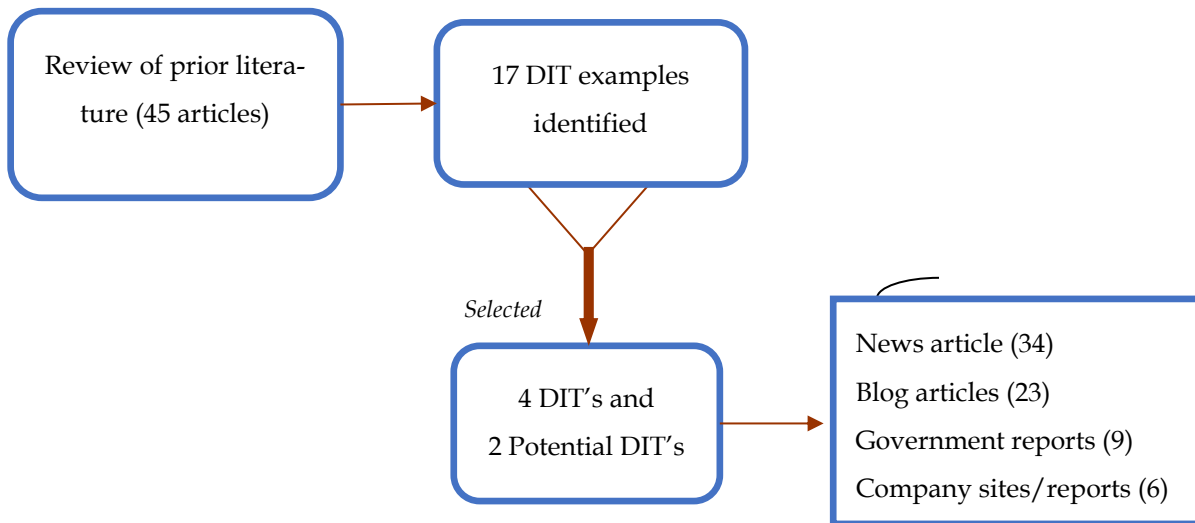 Review of prior litera-
ture (45 articles)
17 DIT examples
identified
Selected
4 DIT’s and
2 Potential DIT’s
News article (34)
Blog articles (23)
Government reports (9)
Company sites/reports (6)